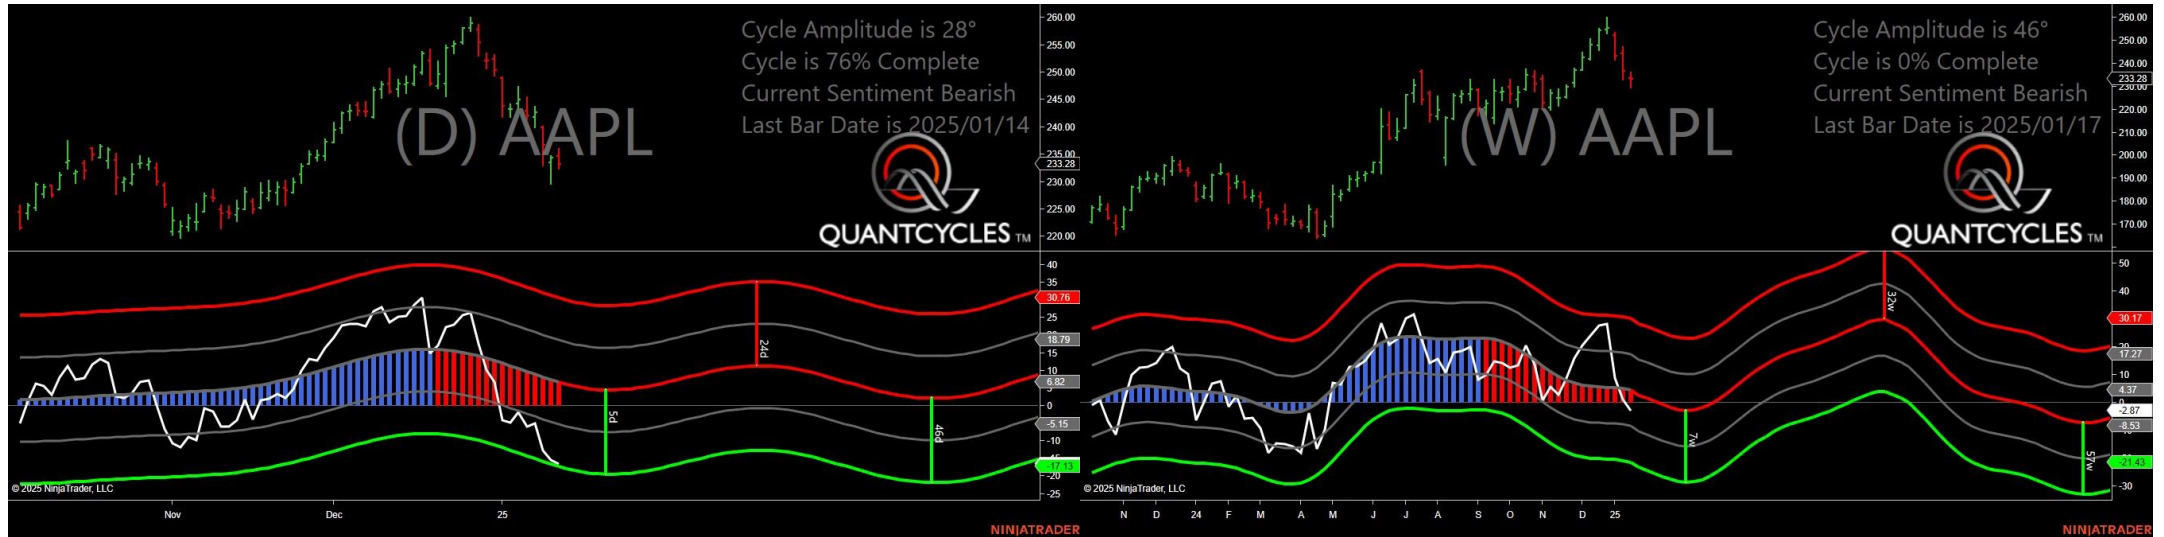 Cycle Amplitude is 28°
Cycle is 76% Complete
Current Sentiment Bearish
Last Bar Date is 2025/01/14
(D) AAPL
QUANTCYCLES TM
260.00
255.00
250.00
245.00
240.00
235.00
233.28
230.00
225.00
220.00
40
35
30.76
25
18.79
15
10
6.82
0
-5.15
-10
-17.13
-20
-25
24d
5d
46d
© 2025 NinjaTrader, LLC
Nov
Dec
25
NINJATRADER
Cycle Amplitude is 46°
Cycle is 0% Complete
Current Sentiment Bearish
Last Bar Date is 2025/01/17
(W) AAPL
QUANTCYCLES TM
260.00
250.00
240.00
233.28
230.00
220.00
210.00
200.00
190.00
180.00
170.00
50
40
30.17
20
17.27
10
4.37
0
-2.87
-8.53
-21.43
-30
32w
7w
57w
© 2025 NinjaTrader, LLC
N D 24 F M A M J J A S O N D 25
NINJATRADER